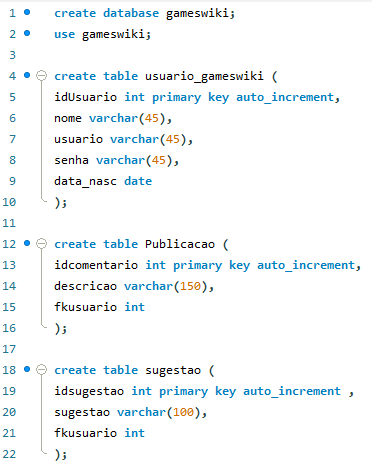 1 create database gameswiki;
2 use gameswiki;
3
4 create table usuario_gameswiki (
5 idUsuario int primary key auto_increment,
6 nome varchar(45),
7 usuario varchar(45),
8 senha varchar(45),
9 data_nasc date
10 );
11
12 create table Publicacao (
13 idcomentario int primary key auto_increment,
14 descricao varchar(150),
15 fkusuario int
16 );
17
18 create table sugestao (
19 idsugestao int primary key auto_increment ,
20 sugestao varchar(100),
21 fkusuario int
22 );